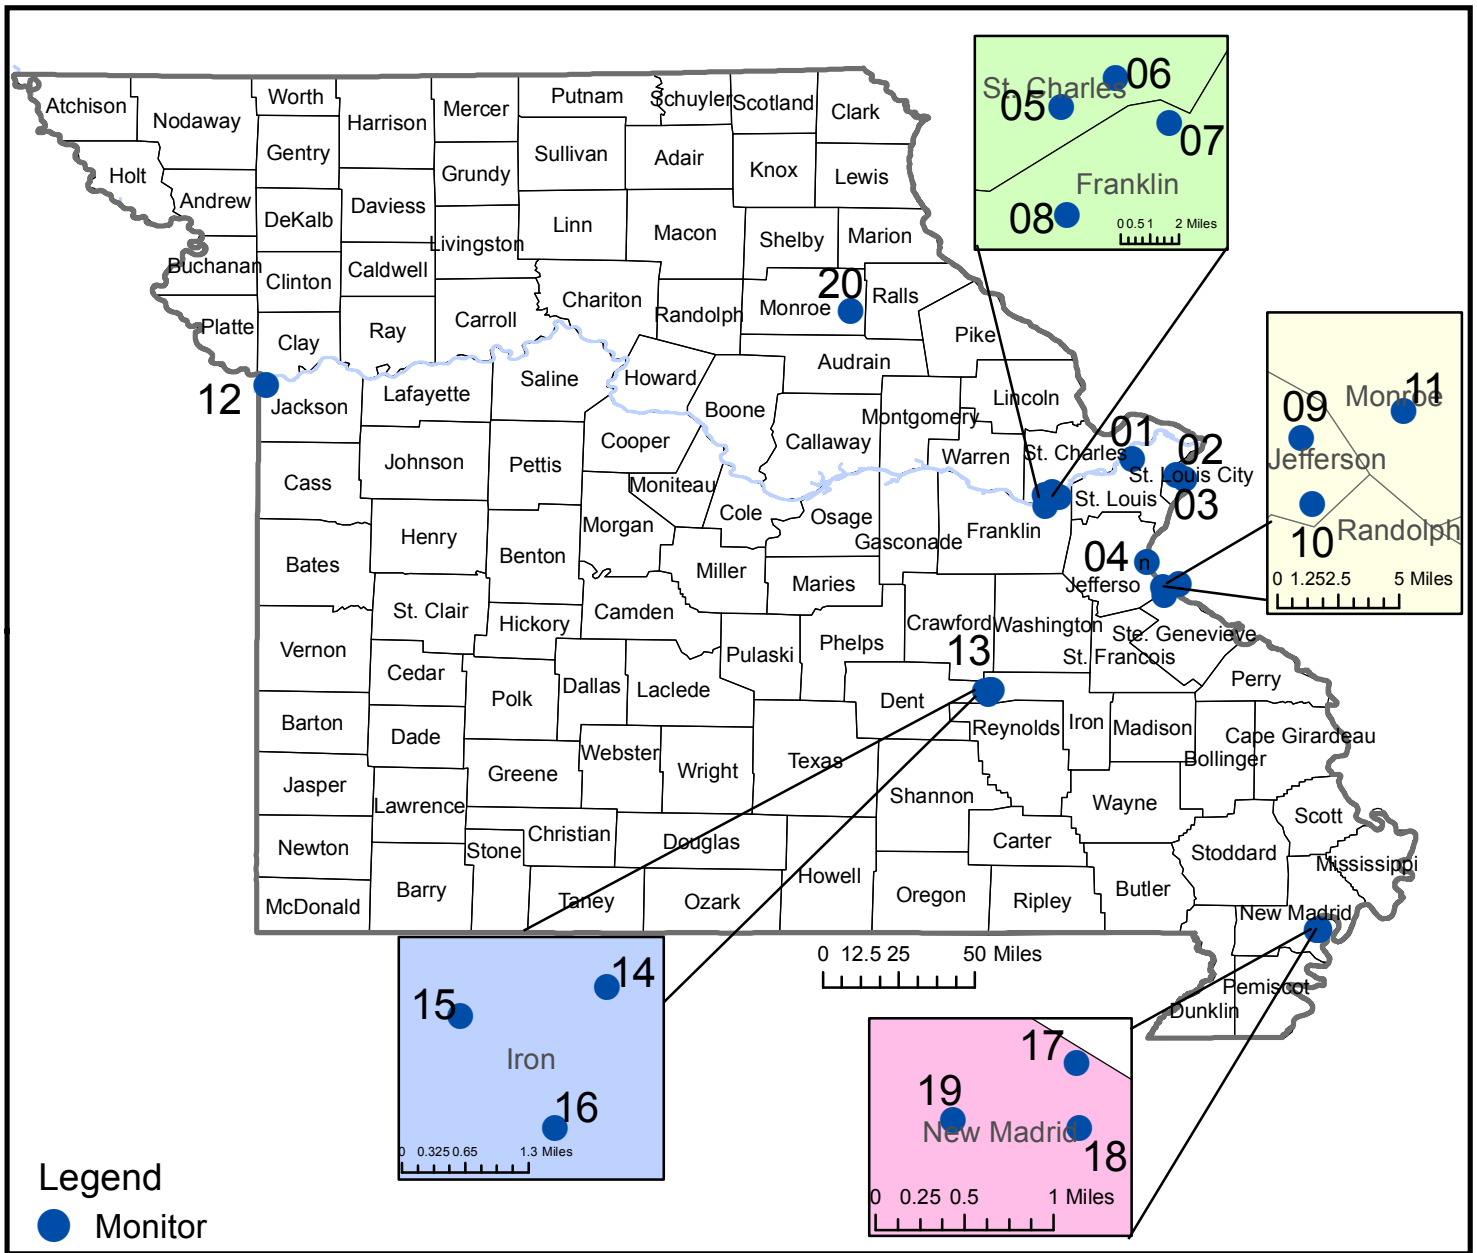 Atchison
Nodaway
Worth
Harrison
Mercer
Putnam
Schuyler
Scotland
Clark
Gentry
Holt
Andrew
DeKalb
Daviess
Grundy
Sullivan
Adair
Knox
Lewis
Livingston
Linn
Macon
Shelby
Marion
Buchanan
Clinton
Caldwell
Chariton
Randolph
20
Monroe
Ralls
Platte
Clay
Ray
Carroll
Pike
Audrain
12
Jackson
Lafayette
Saline
Howard
Boone
Callaway
Montgomery
Lincoln
Cass
Johnson
Pettis
Cooper
Moniteau
Cole
Warren
St. Charles
01
02
St. Louis City
St. Louis
03
Bates
Henry
Benton
Morgan
Miller
Osage
Maries
Gasconade
Franklin
04
n
Jefferso
St. Clair
Hickory
Camden
Vernon
Cedar
Polk
Dallas
Laclede
Pulaski
Phelps
Crawford
Washington
Ste. Genevieve
St. Francois
Perry
13
Dent
Reynolds
Iron
Madison
Bollinger
Cape Girardeau
Barton
Dade
Greene
Webster
Wright
Texas
Shannon
Wayne
Scott
Jasper
Lawrence
Newton
Stone
Christian
Douglas
Carter
Stoddard
Mississippi
McDonald
Barry
Taney
Ozark
Howell
Oregon
Ripley
Butler
New Madrid
Pemiscot
Dunklin
0 12.5 25 50 Miles
St. Charles
05
06
07
Franklin
08
0 0.5 1 2 Miles
09
Monroe
11
Jefferson
10
Randolph
0 1.25 2.5 5 Miles
14
15
Iron
16
0 0.325 0.65 1.3 Miles
17
19
New Madrid
18
0 0.25 0.5 1 Miles
Legend
Monitor